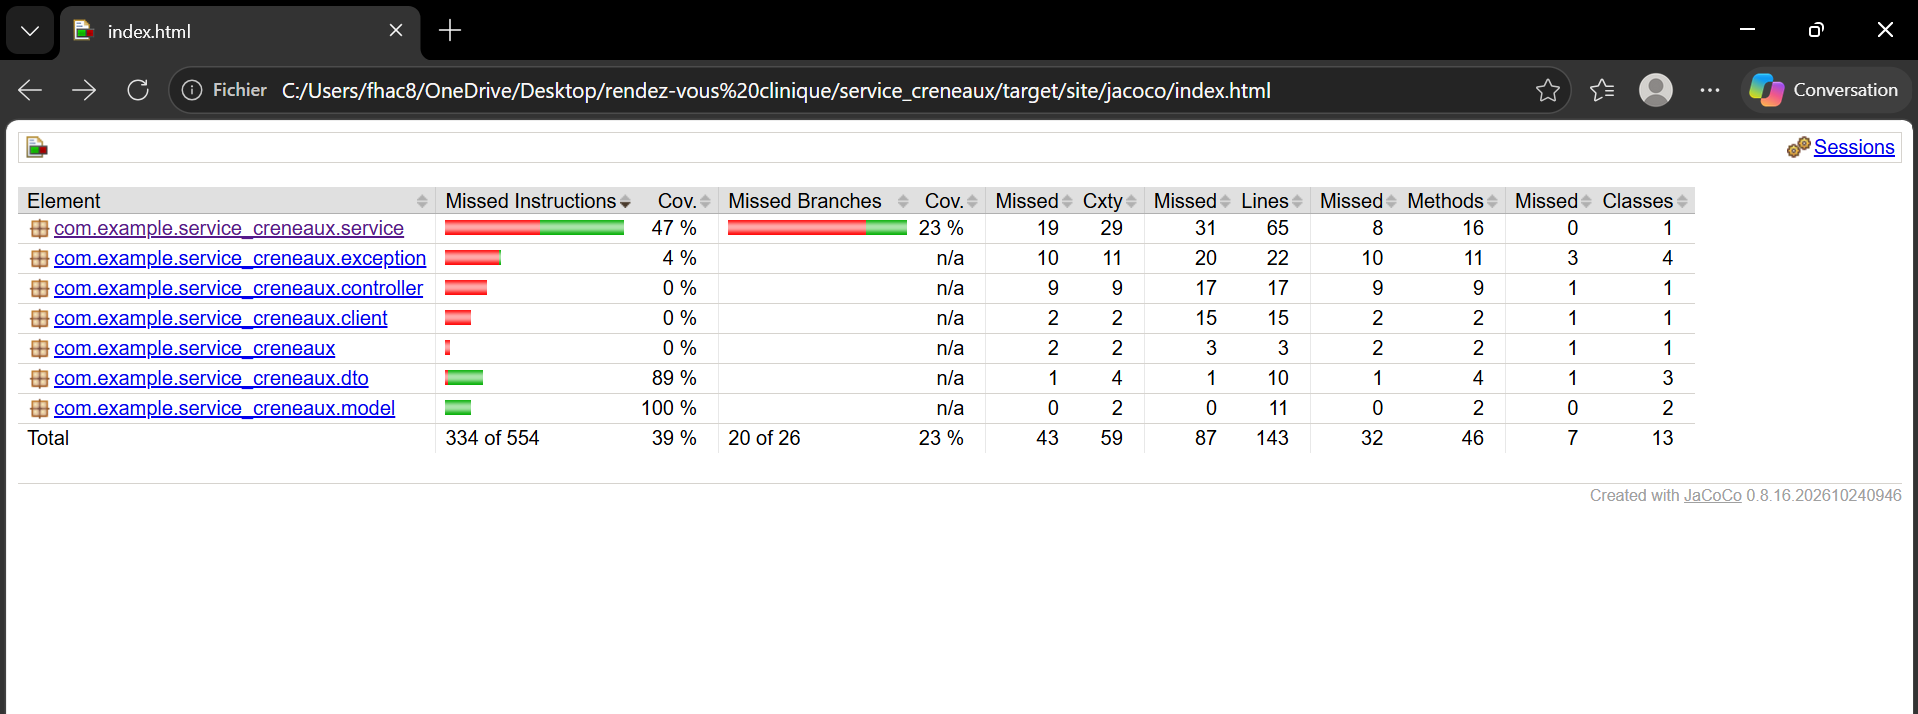 index.html
Fichier C:/Users/fhac8/OneDrive/Desktop/rendez-vous%20clinique/service_creneaux/target/site/jacoco/index.html Conversation
Sessions
Element Missed Instructions Cov. Missed Branches Cov. Missed Cxty Missed Lines Missed Methods Missed Classes
com.example.service_creneaux.service 47 % 23 % 19 29 31 65 8 16 0 1
com.example.service_creneaux.exception 4 % n/a 10 11 20 22 10 11 3 4
com.example.service_creneaux.controller 0 % n/a 9 9 17 17 9 9 1 1
com.example.service_creneaux.client 0 % n/a 2 2 15 15 2 2 1 1
com.example.service_creneaux 0 % n/a 2 2 3 3 2 2 1 1
com.example.service_creneaux.dto 89 % n/a 1 4 1 10 1 4 1 3
com.example.service_creneaux.model 100 % n/a 0 2 0 11 0 2 0 2
Total 334 of 554 39 % 20 of 26 23 % 43 59 87 143 32 46 7 13
Created with JaCoCo 0.8.16.202610240946